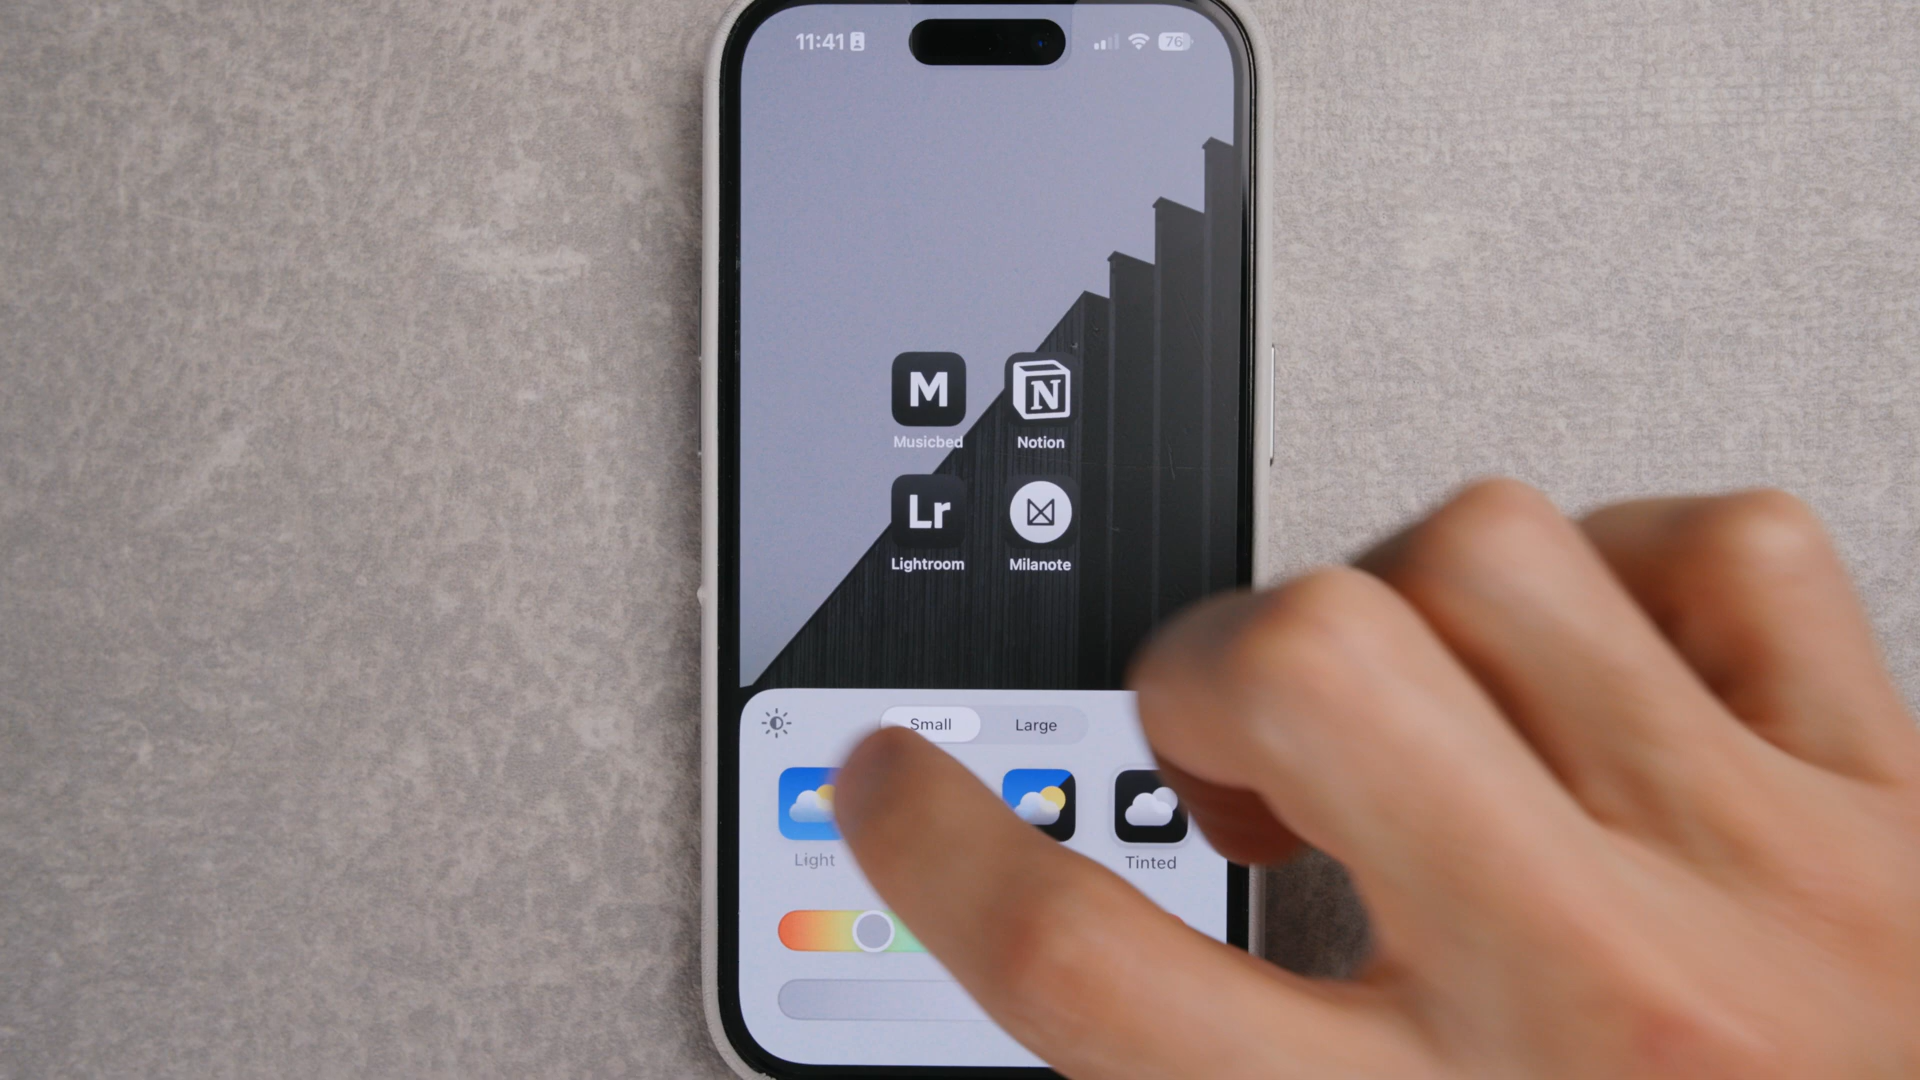 11:41
76
M
N
Musicbed
Notion
Lr
Lightroom
Milanote
Small
Large
Light
Tinted